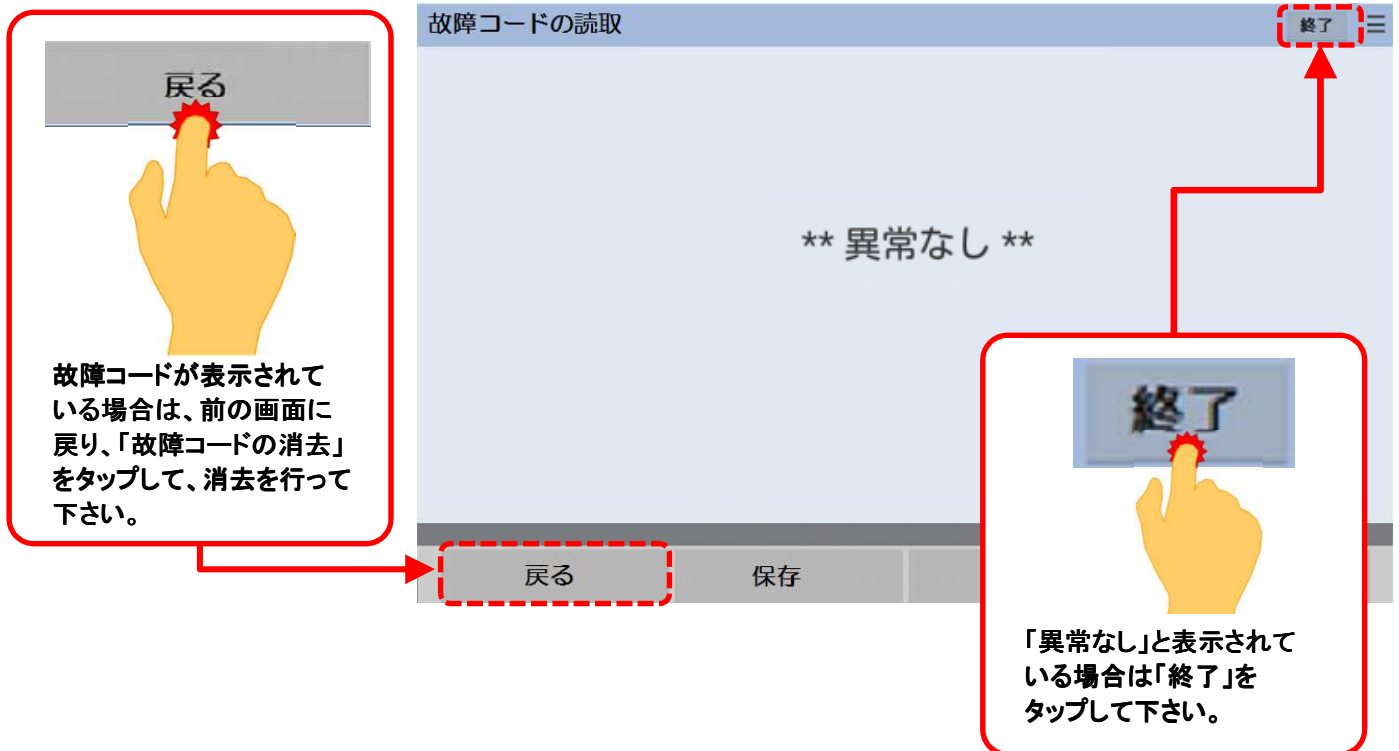 故障コードの読取
終了
戻る
故障コードが表示されて
いる場合は、前の画面に
戻り、「故障コードの消去」
をタップして、消去を行って
下さい。
** 異常なし **
終了
「異常なし」と表示されて
いる場合は「終了」を
タップして下さい。
戻る
保存